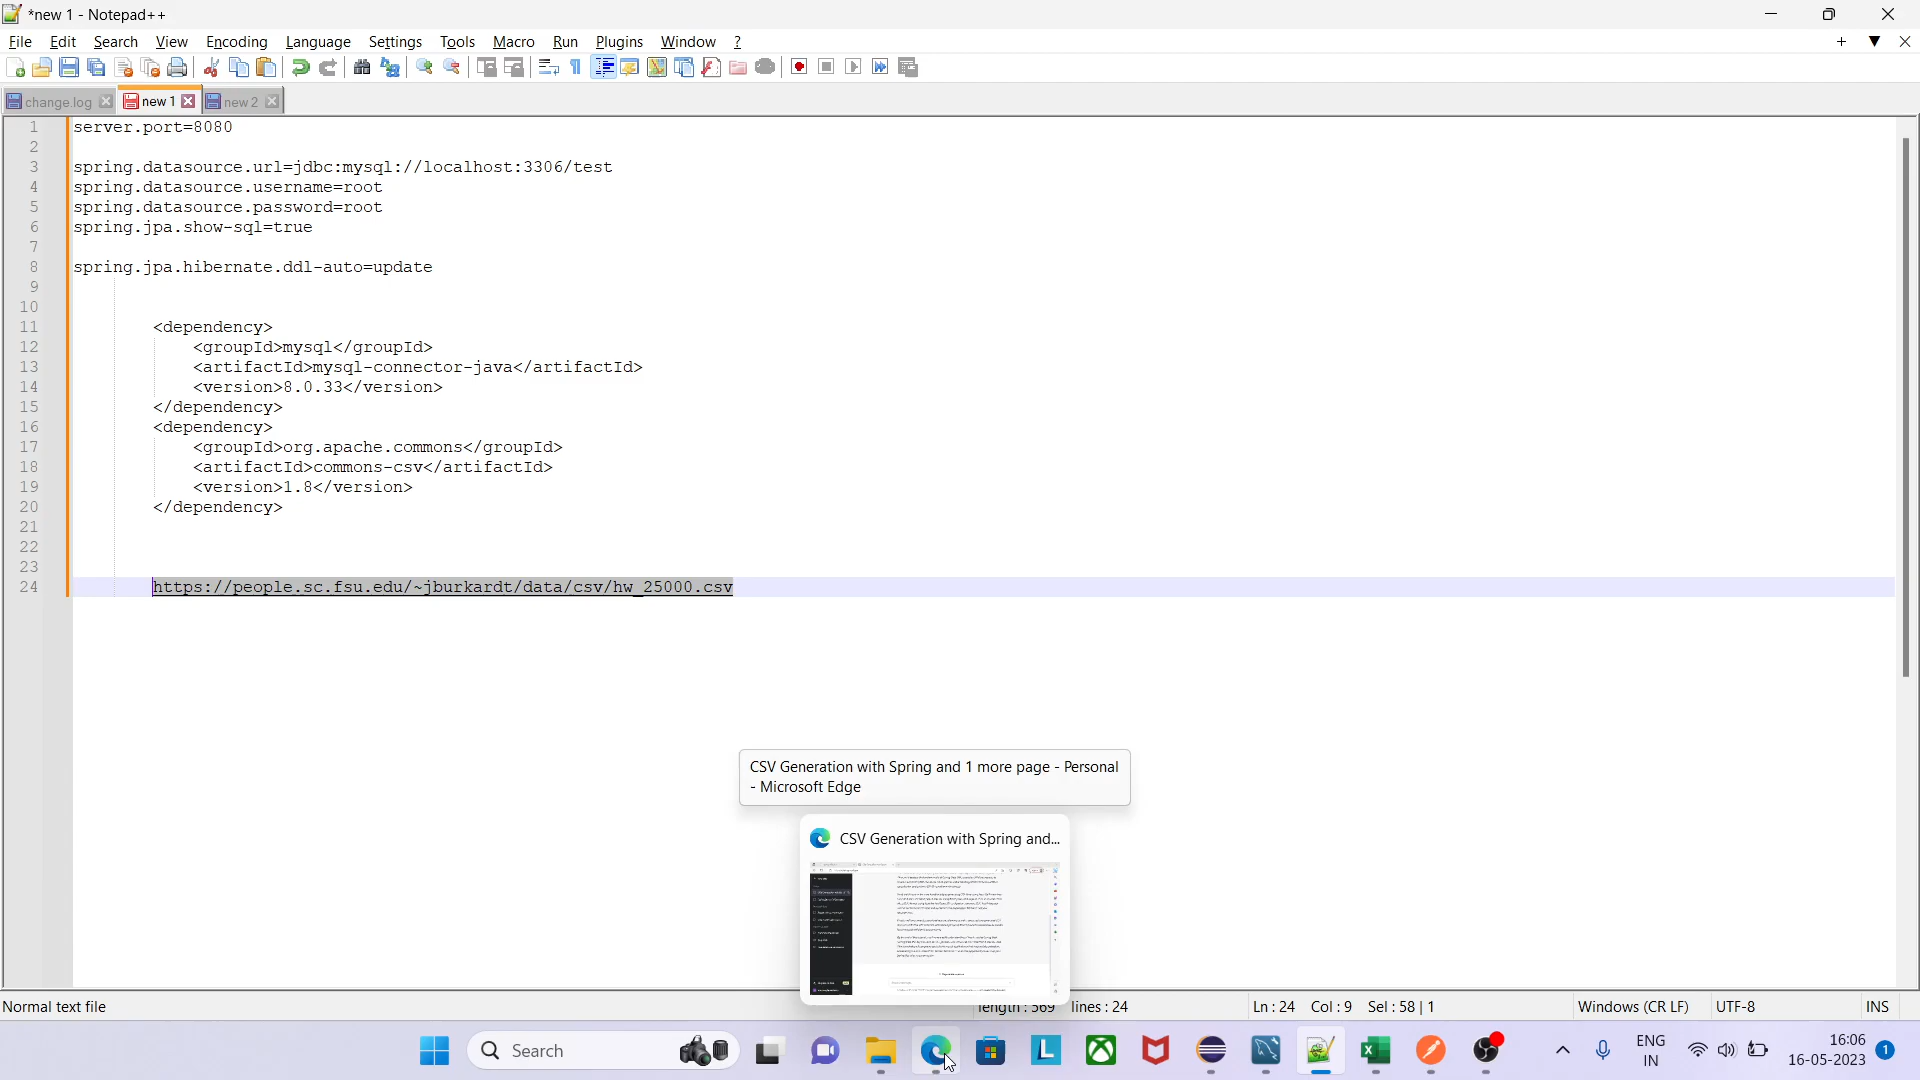 *new 1 - Notepad++
File Edit Search View Encoding Language Settings Tools Macro Run Plugins Window ?
change.log new 1 new 2
1 server.port=8080
2
3 spring.datasource.url=jdbc:mysql://localhost:3306/test
4 spring.datasource.username=root
5 spring.datasource.password=root
6 spring.jpa.show-sql=true
7
8 spring.jpa.hibernate.ddl-auto=update
9
10
11 <dependency>
12 <groupId>mysql</groupId>
13 <artifactId>mysql-connector-java</artifactId>
14 <version>8.0.33</version>
15 </dependency>
16 <dependency>
17 <groupId>org.apache.commons</groupId>
18 <artifactId>commons-csv</artifactId>
19 <version>1.8</version>
20 </dependency>
21
22
23
24 https://people.sc.fsu.edu/~jburkardt/data/csv/hw_25000.csv
CSV Generation with Spring and 1 more page - Personal
- Microsoft Edge
CSV Generation with Spring and...
Normal text file length : 569 lines : 24 Ln : 24 Col : 9 Sel : 58 | 1 Windows (CR LF) UTF-8 INS
Search ENG 16:06
IN 16-05-2023 1